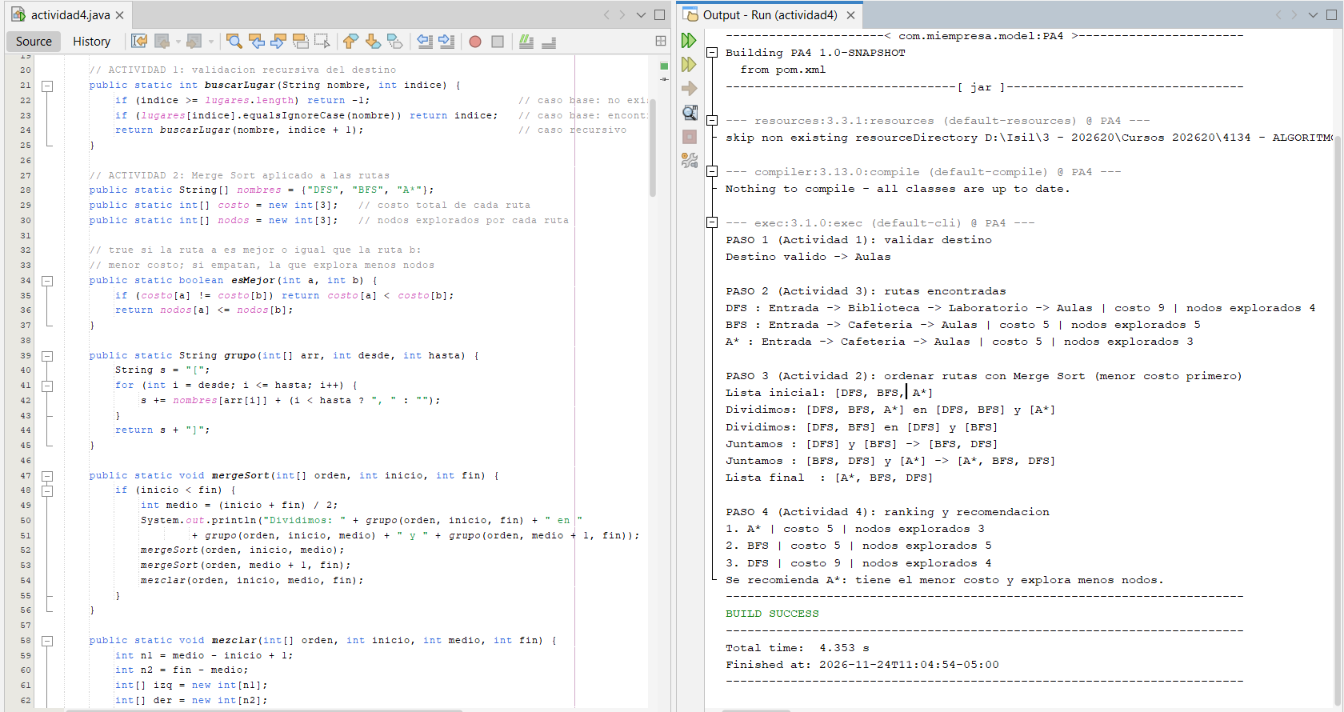 actividad4.java
Source History
20 // ACTIVIDAD 1: validacion recursiva del destino
21 public static int buscarLugar(String nombre, int indice) {
22 if (indice >= lugares.length) return -1; // caso base: no exi
23 if (lugares[indice].equalsIgnoreCase(nombre)) return indice; // caso base: encont
24 return buscarLugar(nombre, indice + 1); // caso recursivo
25 }
26
27 // ACTIVIDAD 2: Merge Sort aplicado a las rutas
28 public static String[] nombres = {"DFS", "BFS", "A*"};
29 public static int[] costo = new int[3]; // costo total de cada ruta
30 public static int[] nodos = new int[3]; // nodos explorados por cada ruta
31
32 // true si la ruta a es mejor o igual que la ruta b:
33 // menor costo; si empatan, la que explora menos nodos
34 public static boolean esMejor(int a, int b) {
35 if (costo[a] != costo[b]) return costo[a] < costo[b];
36 return nodos[a] <= nodos[b];
37 }
38
39 public static String grupo(int[] arr, int desde, int hasta) {
40 String s = "[";
41 for (int i = desde; i <= hasta; i++) {
42 s += nombres[arr[i]] + (i < hasta ? ", " : "");
43 }
44 return s + "]";
45 }
46
47 public static void mergeSort(int[] orden, int inicio, int fin) {
48 if (inicio < fin) {
49 int medio = (inicio + fin) / 2;
50 System.out.println("Dividimos: " + grupo(orden, inicio, fin) + " en "
51 + grupo(orden, inicio, medio) + " y " + grupo(orden, medio + 1, fin));
52 mergeSort(orden, inicio, medio);
53 mergeSort(orden, medio + 1, fin);
54 mezclar(orden, inicio, medio, fin);
55 }
56 }
57
58 public static void mezclar(int[] orden, int inicio, int medio, int fin) {
59 int n1 = medio - inicio + 1;
60 int n2 = fin - medio;
61 int[] izq = new int[n1];
62 int[] der = new int[n2];
Output - Run (actividad4)
----------------------< com.miempresa.model:PA4 >-----------------------
Building PA4 1.0-SNAPSHOT
from pom.xml
--------------------------------[ jar ]---------------------------------
--- resources:3.3.1:resources (default-resources) @ PA4 ---
skip non existing resourceDirectory D:\Isil\3 - 202620\Cursos 202620\4134 - ALGORITMO
--- compiler:3.13.0:compile (default-compile) @ PA4 ---
Nothing to compile - all classes are up to date.
--- exec:3.1.0:exec (default-cli) @ PA4 ---
PASO 1 (Actividad 1): validar destino
Destino valido -> Aulas
PASO 2 (Actividad 3): rutas encontradas
DFS : Entrada -> Biblioteca -> Laboratorio -> Aulas | costo 9 | nodos explorados 4
BFS : Entrada -> Cafeteria -> Aulas | costo 5 | nodos explorados 5
A* : Entrada -> Cafeteria -> Aulas | costo 5 | nodos explorados 3
PASO 3 (Actividad 2): ordenar rutas con Merge Sort (menor costo primero)
Lista inicial: [DFS, BFS, A*]
Dividimos: [DFS, BFS, A*] en [DFS, BFS] y [A*]
Dividimos: [DFS, BFS] en [DFS] y [BFS]
Juntamos : [DFS] y [BFS] -> [BFS, DFS]
Juntamos : [BFS, DFS] y [A*] -> [A*, BFS, DFS]
Lista final : [A*, BFS, DFS]
PASO 4 (Actividad 4): ranking y recomendacion
1. A* | costo 5 | nodos explorados 3
2. BFS | costo 5 | nodos explorados 5
3. DFS | costo 9 | nodos explorados 4
Se recomienda A*: tiene el menor costo y explora menos nodos.
------------------------------------------------------------------------
BUILD SUCCESS
------------------------------------------------------------------------
Total time: 4.353 s
Finished at: 2026-11-24T11:04:54-05:00
------------------------------------------------------------------------